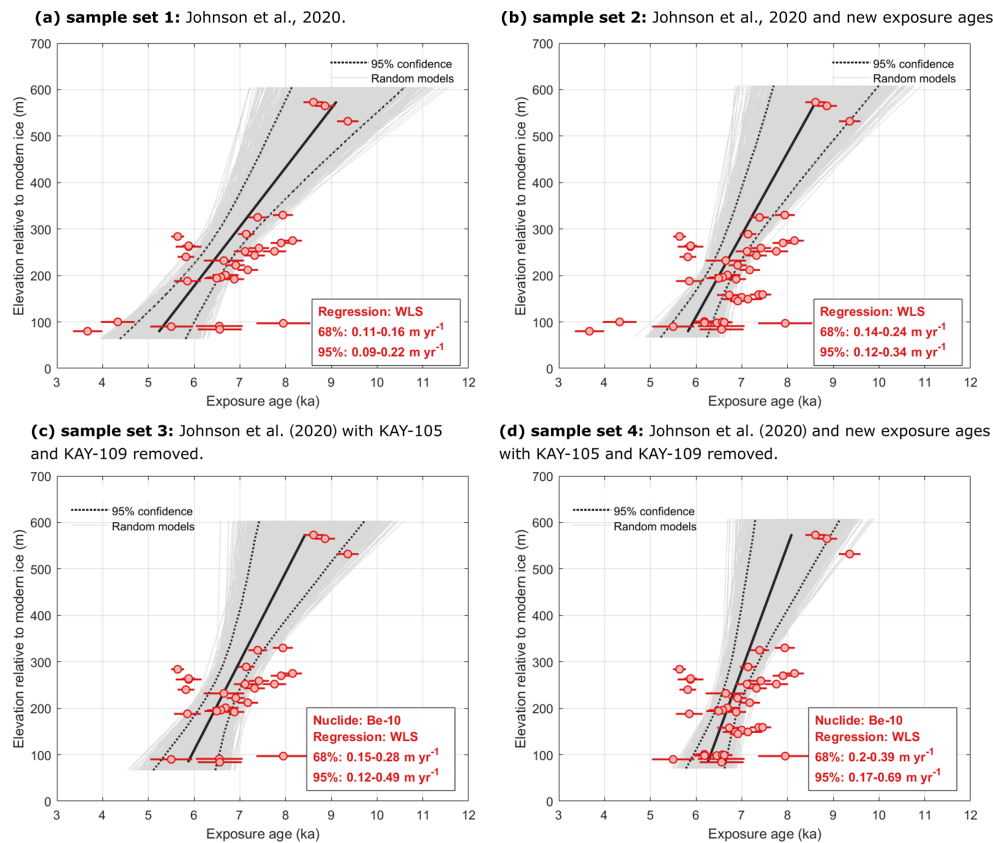 (a) sample set 1: Johnson et al., 2020.
700
600
500
400
300
200
100
0
Elevation relative to modern ice (m)
95% confidence
Random models
Regression: WLS
68%: 0.11-0.16 m yr-1
95%: 0.09-0.22 m yr-1
3 4 5 6 7 8 9 10 11 12
Exposure age (ka)
(b) sample set 2: Johnson et al., 2020 and new exposure ages
700
600
500
400
300
200
100
0
Elevation relative to modern ice (m)
95% confidence
Random models
Regression: WLS
68%: 0.14-0.24 m yr-1
95%: 0.12-0.34 m yr-1
3 4 5 6 7 8 9 10 11 12
Exposure age (ka)
(c) sample set 3: Johnson et al. (2020) with KAY-105
and KAY-109 removed.
700
600
500
400
300
200
100
0
Elevation relative to modern ice (m)
95% confidence
Random models
Nuclide: Be-10
Regression: WLS
68%: 0.15-0.28 m yr-1
95%: 0.12-0.49 m yr-1
3 4 5 6 7 8 9 10 11 12
Exposure age (ka)
(d) sample set 4: Johnson et al. (2020) and new exposure ages
with KAY-105 and KAY-109 removed.
700
600
500
400
300
200
100
0
Elevation relative to modern ice (m)
95% confidence
Random models
Nuclide: Be-10
Regression: WLS
68%: 0.2-0.39 m yr-1
95%: 0.17-0.69 m yr-1
3 4 5 6 7 8 9 10 11 12
Exposure age (ka)